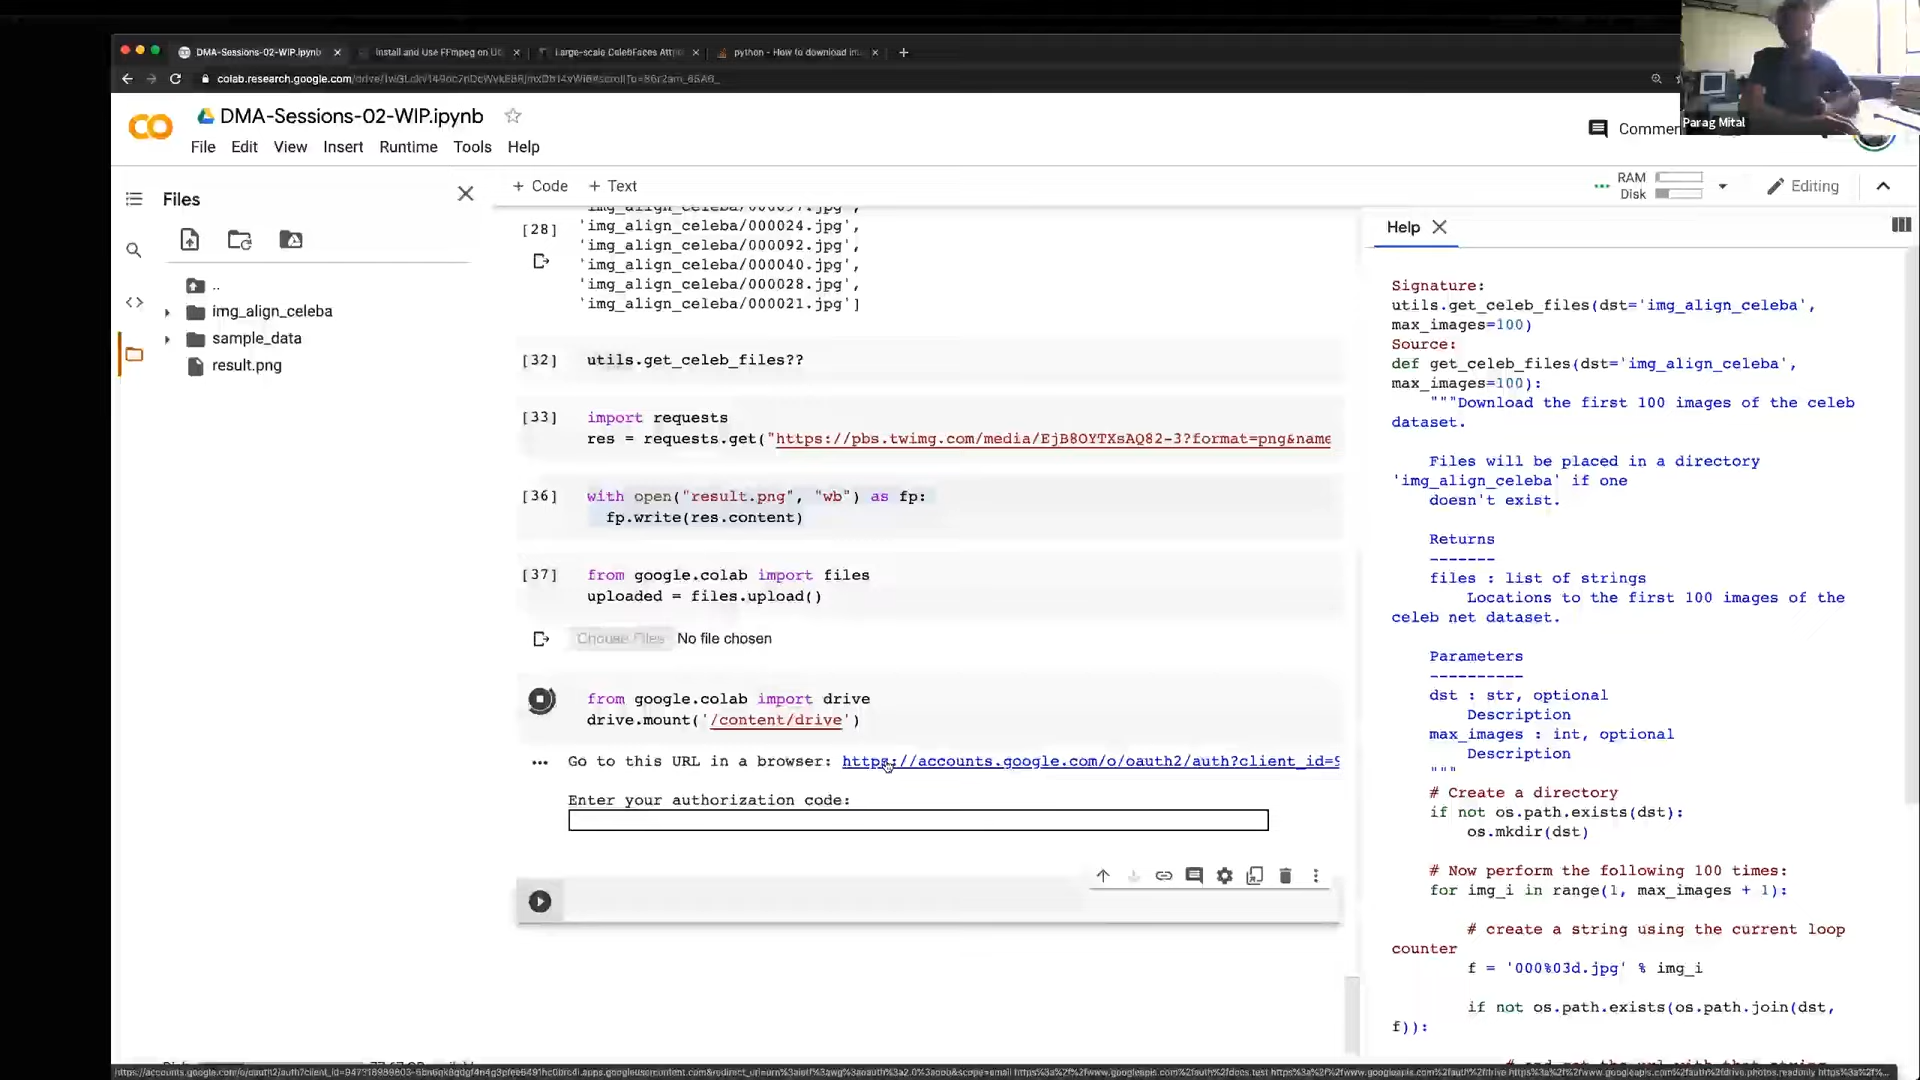 DMA-Sessions-02-WIP.ipynb
Install and Use FFmpeg on
Large-scale CelebFaces
python - How to download
colab.research.google.com
Parag Mital
CO
DMA-Sessions-02-WIP.ipynb
File Edit View Insert Runtime Tools Help
Files
..
img_align_celeba
sample_data
result.png
+ Code + Text
RAM
Disk
Editing
[28]
'img_align_celeba/000024.jpg',
'img_align_celeba/000092.jpg',
'img_align_celeba/000040.jpg',
'img_align_celeba/000028.jpg',
'img_align_celeba/000021.jpg']
[32] utils.get_celeb_files??
[33] import requests
res = requests.get("https://pbs.twimg.com/media/EjB8OYTXsAQ82-3?format=png&name
[36] with open("result.png", "wb") as fp:
fp.write(res.content)
[37] from google.colab import files
uploaded = files.upload()
Choose Files No file chosen
from google.colab import drive
drive.mount('/content/drive')
Go to this URL in a browser: https://accounts.google.com/o/oauth2/auth?client_id=9
Enter your authorization code:
Help
Signature:
utils.get_celeb_files(dst='img_align_celeba',
max_images=100)
Source:
def get_celeb_files(dst='img_align_celeba',
max_images=100):
"""Download the first 100 images of the celeb
dataset.
Files will be placed in a directory
'img_align_celeba' if one
doesn't exist.
Returns
-------
files : list of strings
Locations to the first 100 images of the
celeb net dataset.
Parameters
----------
dst : str, optional
Description
max_images : int, optional
Description
"""
# Create a directory
if not os.path.exists(dst):
os.mkdir(dst)
# Now perform the following 100 times:
for img_i in range(1, max_images + 1):
# create a string using the current loop
counter
f = '000%03d.jpg' % img_i
if not os.path.exists(os.path.join(dst,
f)):